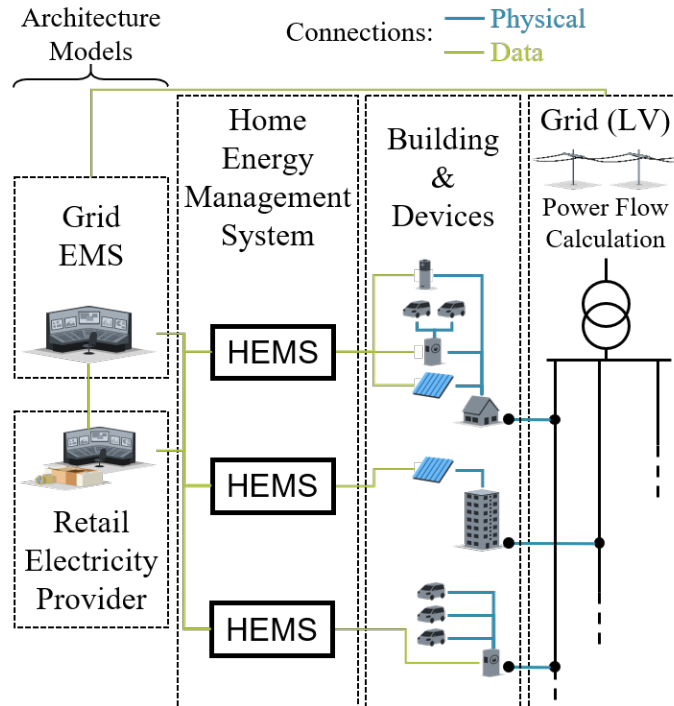 Architecture
Models
Connections:
Physical
Data
Grid
EMS
Retail
Electricity
Provider
Home
Energy
Management
System
HEMS
HEMS
HEMS
Building
&
Devices
Grid (LV)
Power Flow
Calculation